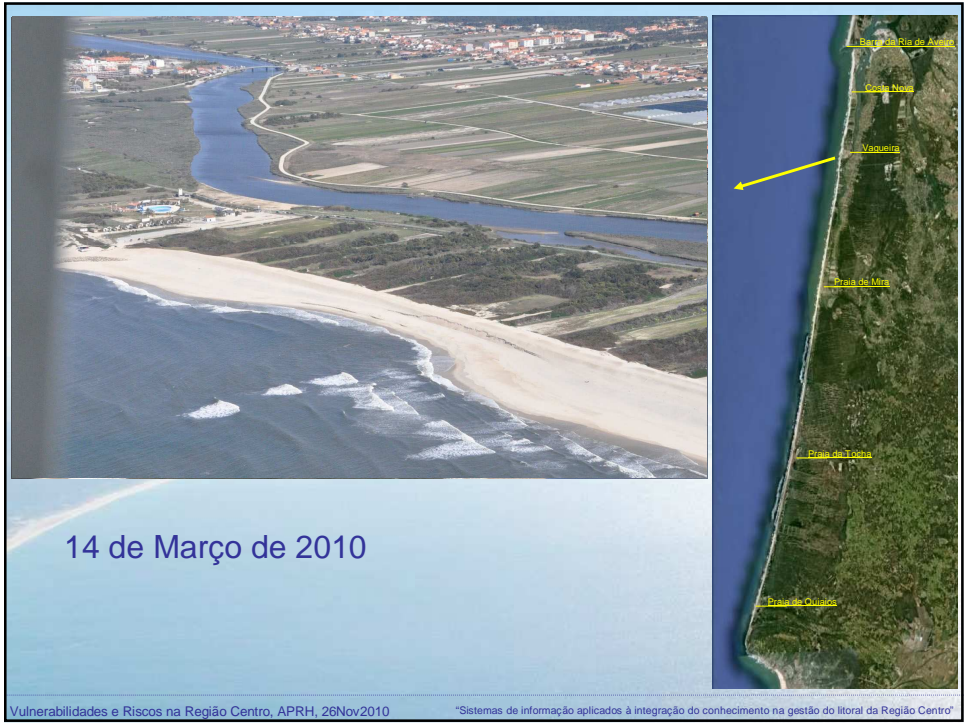 Barra da Ria de Aveiro
Costa Nova
Vagueira
Praia de Mira
Praia da Tocha
Praia de Quiaios
14 de Março de 2010
Vulnerabilidades e Riscos na Região Centro, APRH, 26Nov2010
“Sistemas de informação aplicados à integração do conhecimento na gestão do litoral da Região Centro”